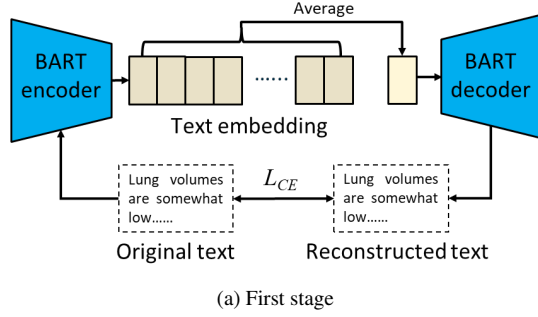 Average
BART
encoder
......
BART
decoder
Text embedding
Lung volumes
are somewhat
low......
L_CE
Lung volumes
are somewhat
low......
Original text
Reconstructed text
(a) First stage